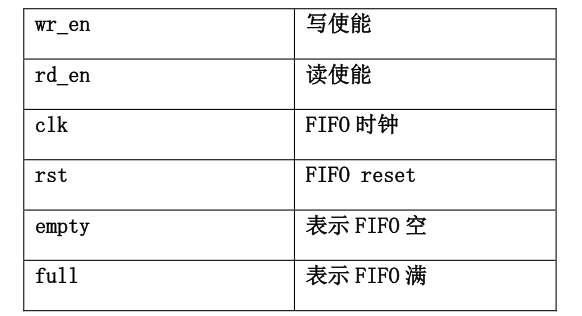 wr_en 写使能
rd_en 读使能
clk FIFO 时钟
rst FIFO reset
empty 表示 FIFO 空
full 表示 FIFO 满